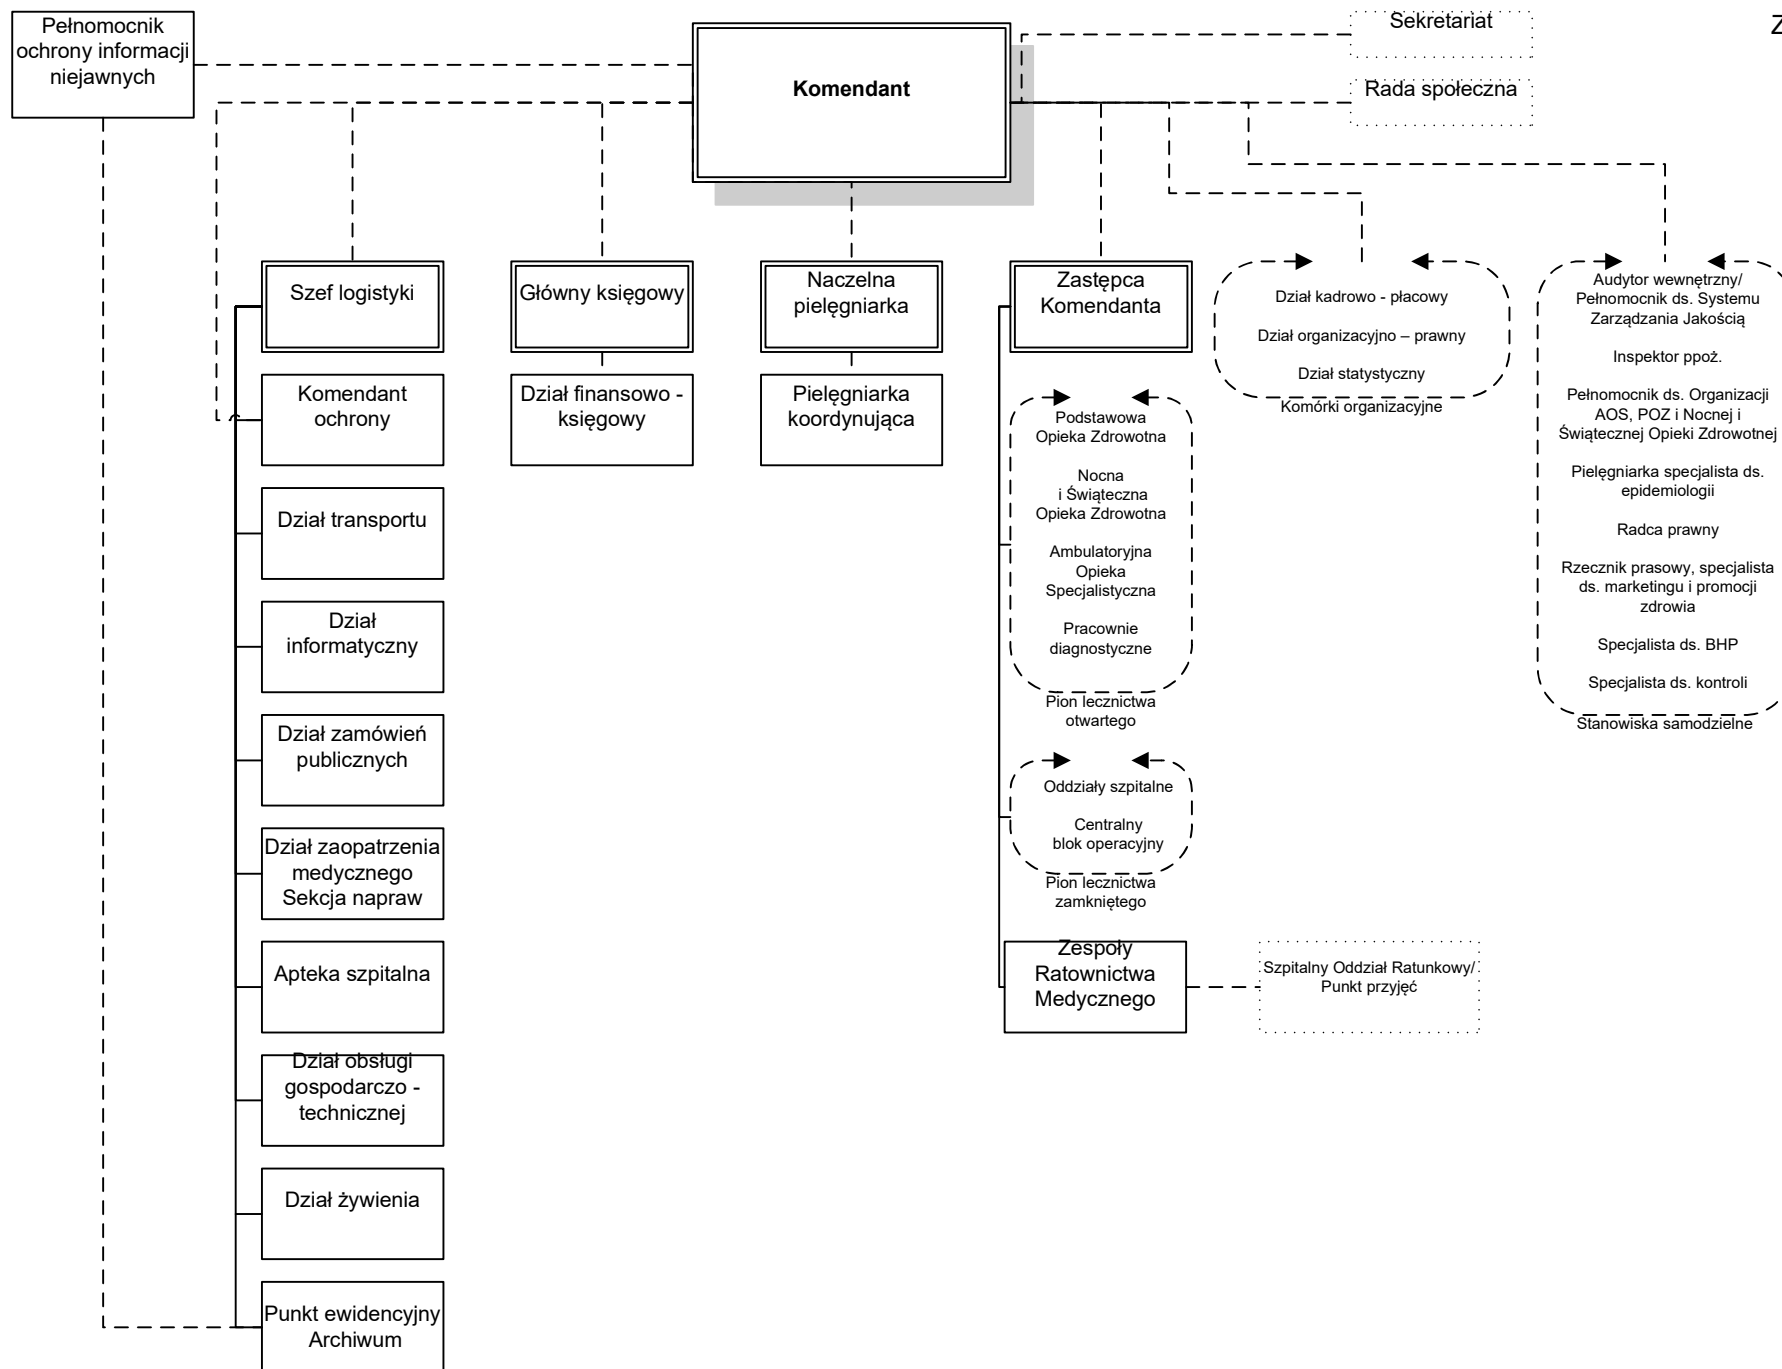 Pełnomocnik
ochrony informacji
niejawnych
Komendant
Sekretariat
Z
Rada społeczna
Szef logistyki
Główny księgowy
Naczelna
pielęgniarka
Zastępca
Komendanta
Dział kadrowo - płacowy
Dział organizacyjno – prawny
Dział statystyczny
Komórki organizacyjne
Audytor wewnętrzny/
Pełnomocnik ds. Systemu
Zarządzania Jakością
Inspektor ppoż.
Pełnomocnik ds. Organizacji
AOS, POZ i Nocnej i
Świątecznej Opieki Zdrowotnej
Pielęgniarka specjalista ds.
epidemiologii
Radca prawny
Rzecznik prasowy, specjalista
ds. marketingu i promocji
zdrowia
Specjalista ds. BHP
Specjalista ds. kontroli
Stanowiska samodzielne
Komendant
ochrony
Dział finansowo -
księgowy
Pielęgniarka
koordynująca
Podstawowa
Opieka Zdrowotna
Nocna
i Świąteczna
Opieka Zdrowotna
Ambulatoryjna
Opieka
Specjalistyczna
Pracownie
diagnostyczne
Pion lecznictwa
otwartego
Dział transportu
Dział
informatyczny
Dział zamówień
publicznych
Oddziały szpitalne
Centralny
blok operacyjny
Pion lecznictwa
zamkniętego
Dział zaopatrzenia
medycznego
Sekcja napraw
Apteka szpitalna
Zespoły
Ratownictwa
Medycznego
Szpitalny Oddział Ratunkowy/
Punkt przyjęć
Dział obsługi
gospodarczo -
technicznej
Dział żywienia
Punkt ewidencyjny
Archiwum